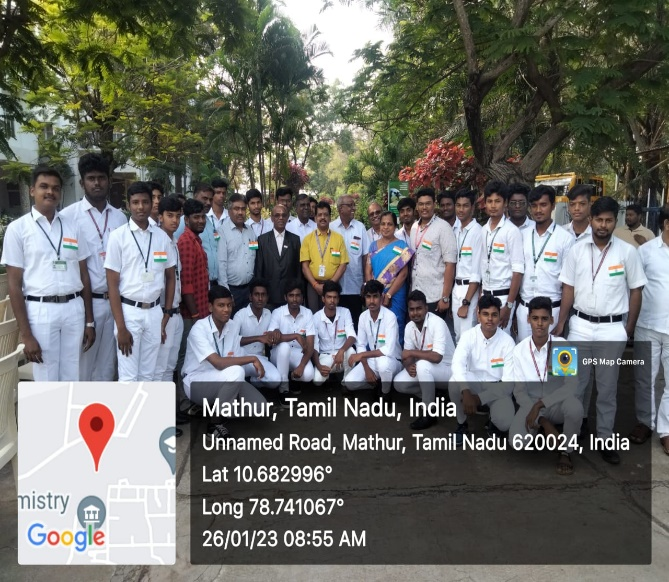 GPS Map Camera
Mathur, Tamil Nadu, India
Unnamed Road, Mathur, Tamil Nadu 620024, India
Lat 10.682996°
Long 78.741067°
26/01/23 08:55 AM
mistry
Google